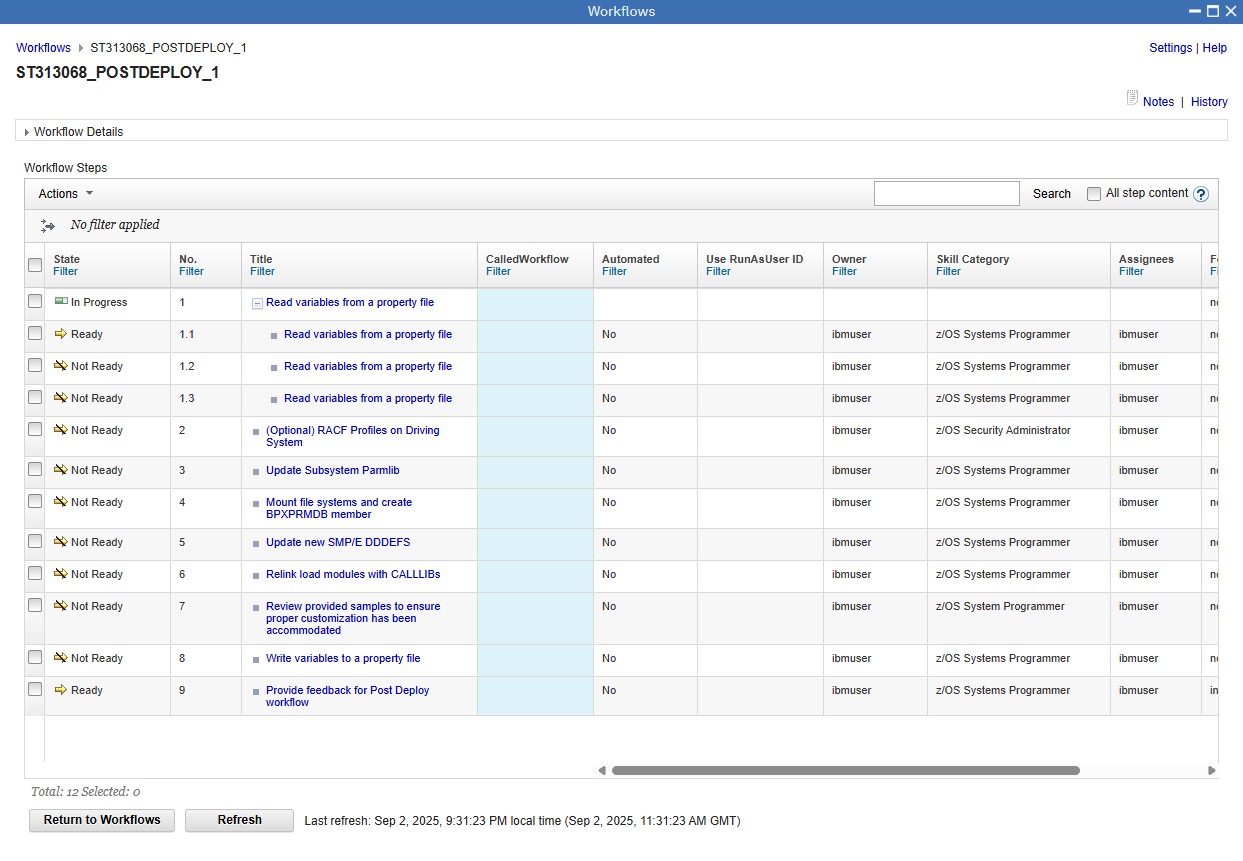 Workflows
Workflows ▸ ST313068_POSTDEPLOY_1
Settings | Help
ST313068_POSTDEPLOY_1
Notes | History
Workflow Details
Workflow Steps
Actions
Search All step content ?
No filter applied
State No. Title CalledWorkflow Automated Use RunAsUser ID Owner Skill Category Assignees
Filter Filter Filter Filter Filter Filter Filter Filter Fi
In Progress 1 Read variables from a property file
Ready 1.1 Read variables from a property file No ibmuser z/OS Systems Programmer ibmuser
Not Ready 1.2 Read variables from a property file No ibmuser z/OS Systems Programmer ibmuser
Not Ready 1.3 Read variables from a property file No ibmuser z/OS Systems Programmer ibmuser
Not Ready 2 (Optional) RACF Profiles on Driving No ibmuser z/OS Security Administrator ibmuser
System
Not Ready 3 Update Subsystem Parmlib No ibmuser z/OS Systems Programmer ibmuser
Not Ready 4 Mount file systems and create No ibmuser z/OS Systems Programmer ibmuser
BPXPRMDB member
Not Ready 5 Update new SMP/E DDDEFS No ibmuser z/OS Systems Programmer ibmuser
Not Ready 6 Relink load modules with CALLLIBs No ibmuser z/OS Systems Programmer ibmuser
Not Ready 7 Review provided samples to ensure No ibmuser z/OS System Programmer ibmuser
proper customization has been
accommodated
Not Ready 8 Write variables to a property file No ibmuser z/OS Systems Programmer ibmuser
Ready 9 Provide feedback for Post Deploy No ibmuser z/OS Systems Programmer ibmuser
workflow
Total: 12 Selected: 0
Return to Workflows Refresh Last refresh: Sep 2, 2025, 9:31:23 PM local time (Sep 2, 2025, 11:31:23 AM GMT)